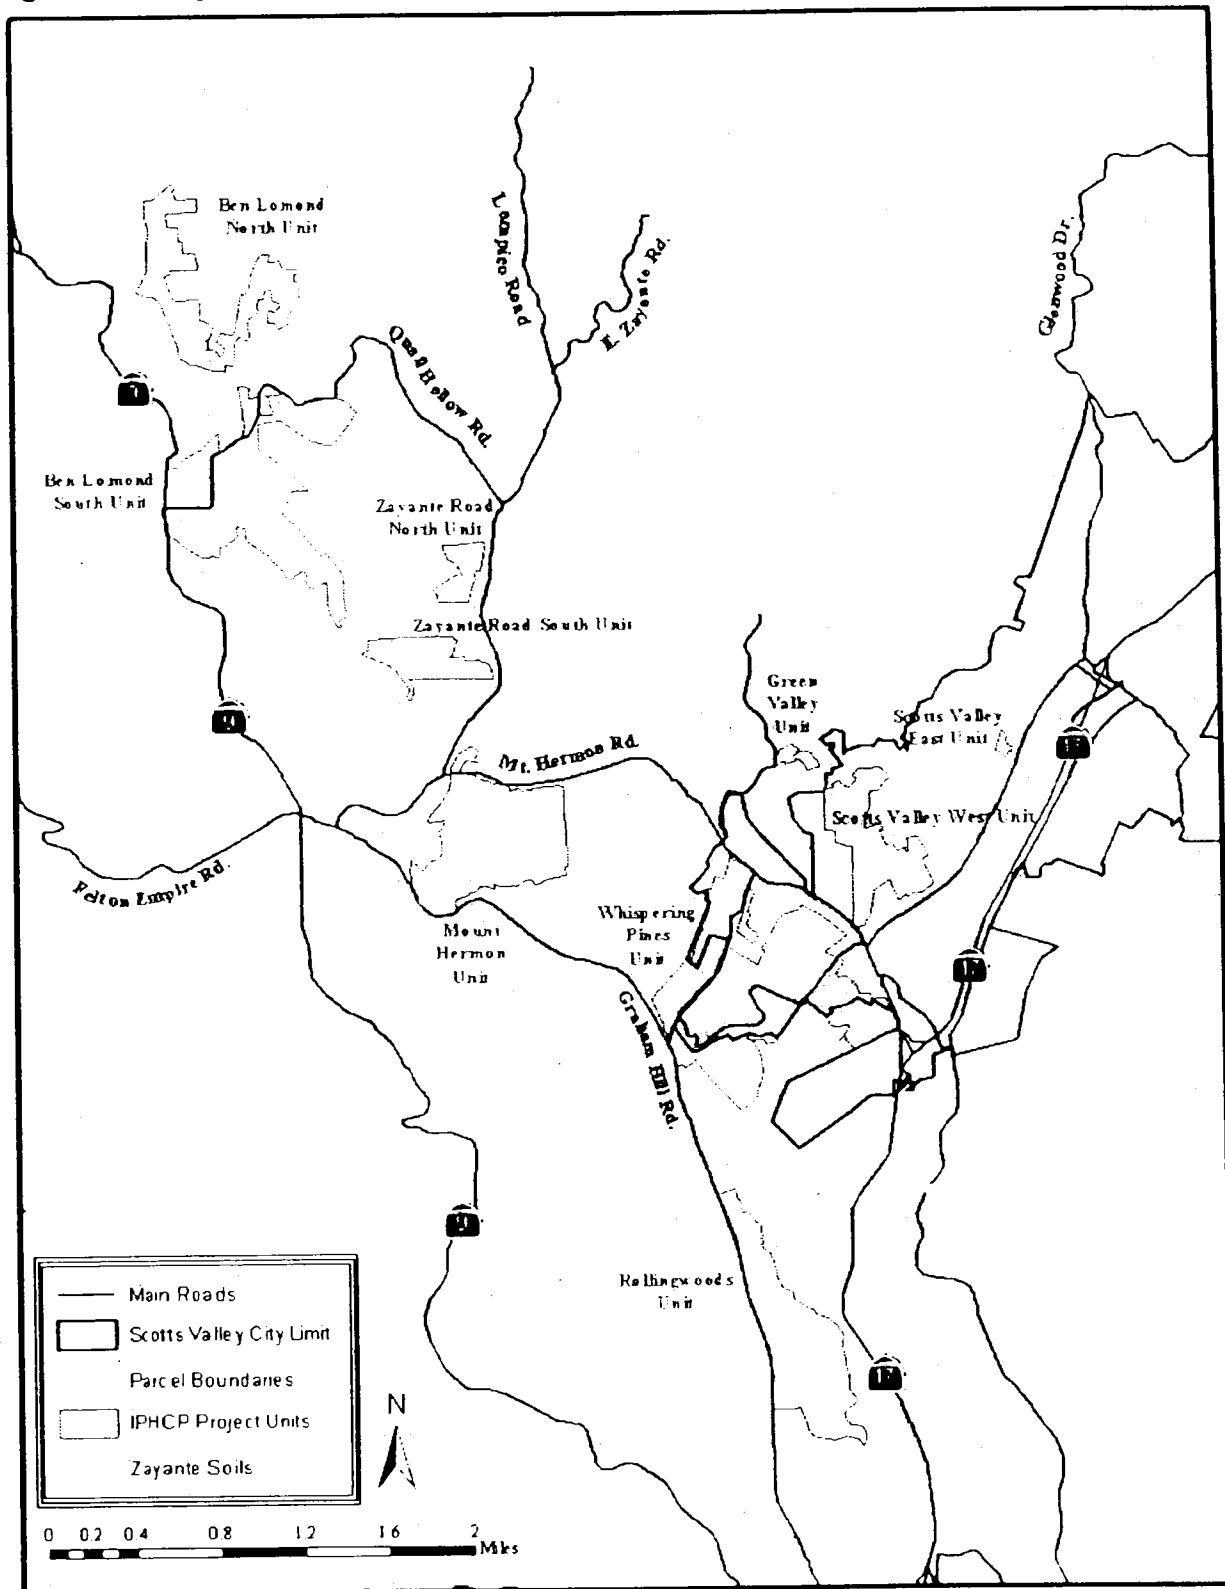 Ben Lomond
North Unit
Lompico Road
E. Zayante Rd.
Glenwood Dr.
Quail Hollow Rd.
Ben Lomond
South Unit
Zayante Road
North Unit
Zayante Road South Unit
Green
Valley
Unit
Scotts Valley
East Unit
9
Mt. Hermon Rd.
Scotts Valley West Unit
Felton Empire Rd.
Mount
Hermon
Unit
Whispering
Pines
Unit
17
Graham Hill Rd.
9
Rollingwoods
Unit
17
Main Roads
Scotts Valley City Limit
Parcel Boundaries
IPHCP Project Units
Zayante Soils
N
0 0.2 0.4 0.8 1.2 1.6 2
Miles